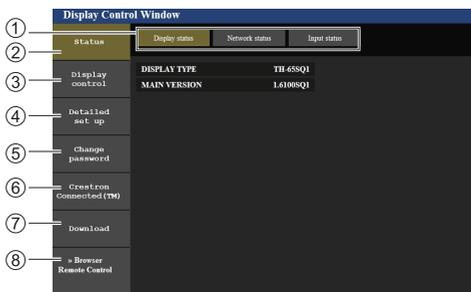 Display Control Window
① Display status Network status Input status
② Status
DISPLAY TYPE TH-65SQ1
MAIN VERSION 1.6100SQ1
③ Display
control
④ Detailed
set up
⑤ Change
password
⑥ Crestron
Connected(TM)
⑦ Download
⑧ » Browser
Remote Control